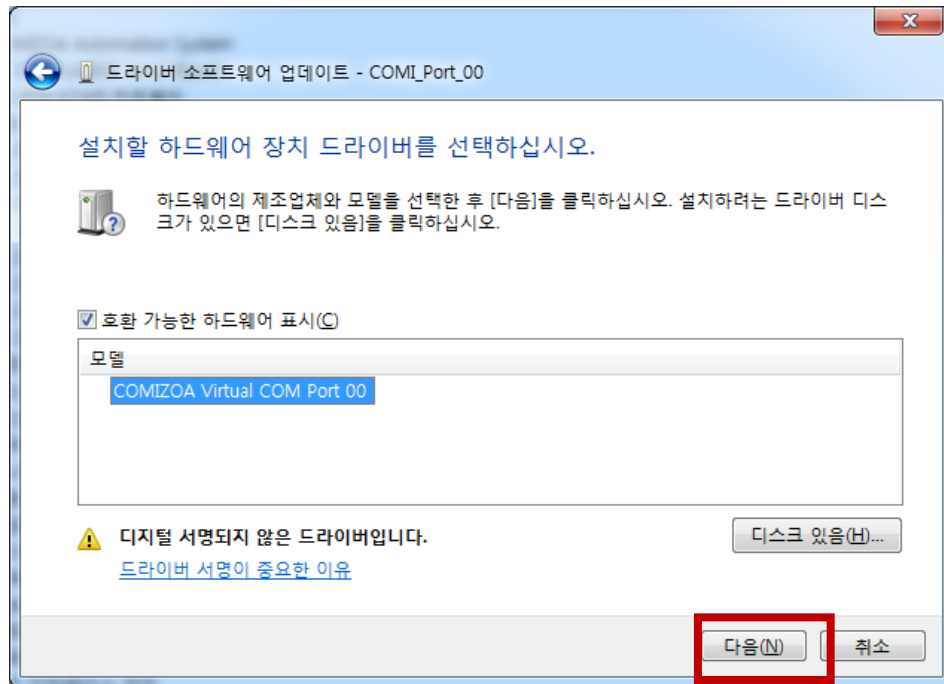 드라이버 소프트웨어 업데이트 - COMI_Port_00
설치할 하드웨어 장치 드라이버를 선택하십시오.
하드웨어의 제조업체와 모델을 선택한 후 [다음]을 클릭하십시오. 설치하려는 드라이버 디스
크가 있으면 [디스크 있음]을 클릭하십시오.
호환 가능한 하드웨어 표시(C)
모델
COMIZOA Virtual COM Port 00
디지털 서명되지 않은 드라이버입니다.
디스크 있음(H)...
드라이버 서명이 중요한 이유
다음(N)
취소